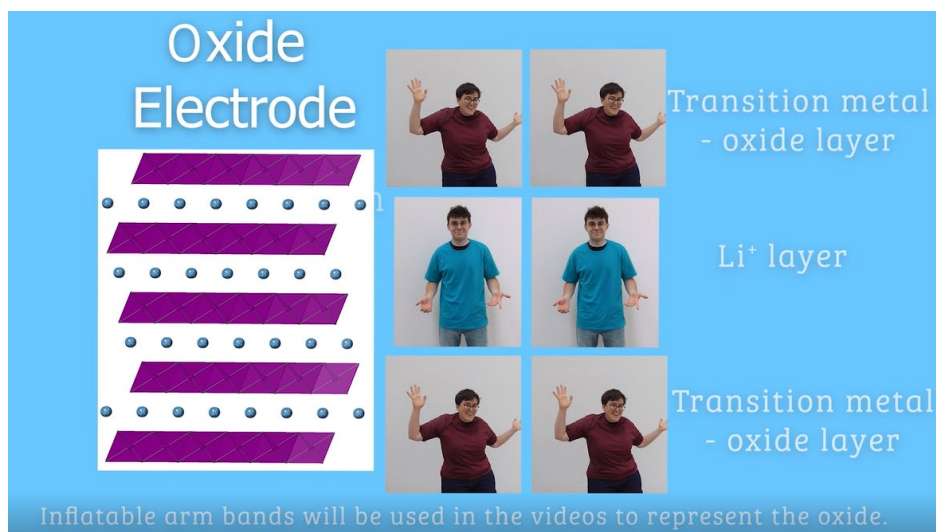 Oxide
Electrode
Transition metal
- oxide layer
Li⁺ layer
Transition metal
- oxide layer
Inflatable arm bands will be used in the videos to represent the oxide.